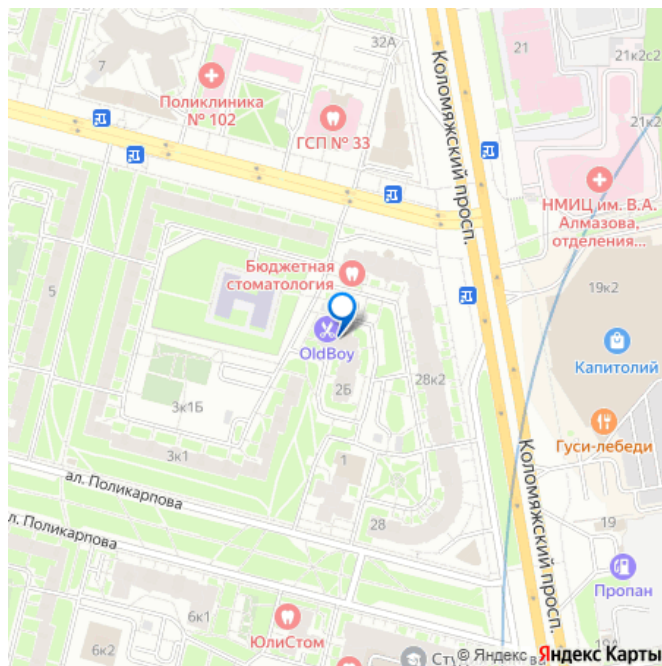 32А
7
Поликлиника
№ 102
ГСП № 33
Коломяжский просп.
21
21к2с2
21к2
НМИЦ им. В.А.
Алмазова,
отделения...
Бюджетная
стоматология
5
19к2
Капитолий
OldBoy
2Б
28к2
3к1Б
Гуси-лебеди
3к1
1
ал. Поликарпова
28
Коломяжский просп.
19
л. Поликарпова
Пропан
6к1
ЮлиСтом
6к2
© Яндекс Яндекс Карты